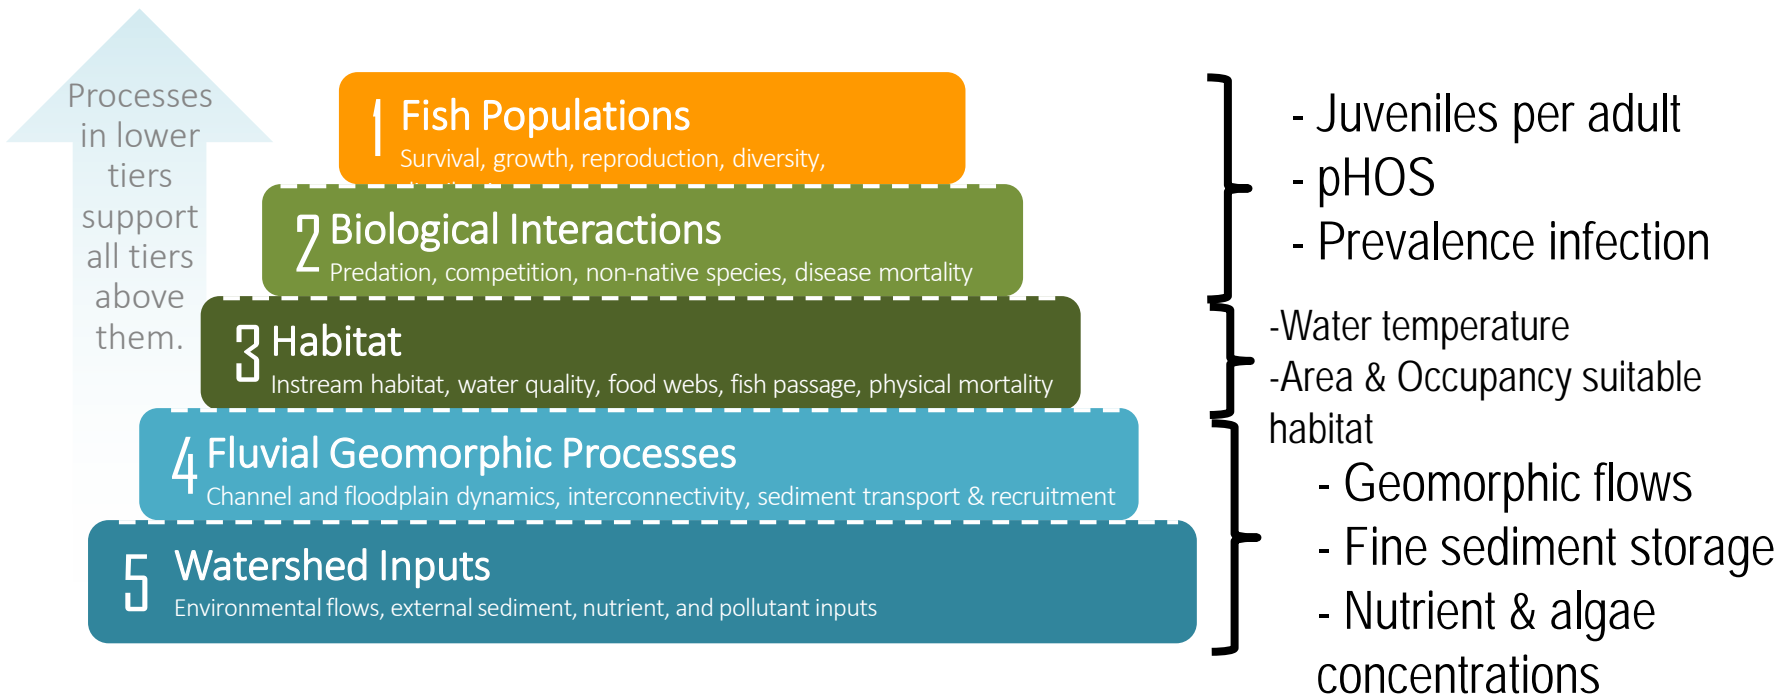 Processes
in lower
tiers
support
all tiers
above
them.
1 Fish Populations
Survival, growth, reproduction, diversity,
2 Biological Interactions
Predation, competition, non-native species, disease mortality
3 Habitat
Instream habitat, water quality, food webs, fish passage, physical mortality
4 Fluvial Geomorphic Processes
Channel and floodplain dynamics, interconnectivity, sediment transport & recruitment
5 Watershed Inputs
Environmental flows, external sediment, nutrient, and pollutant inputs
- Juveniles per adult
- pHOS
- Prevalence infection
-Water temperature
-Area & Occupancy suitable
habitat
- Geomorphic flows
- Fine sediment storage
- Nutrient & algae
concentrations